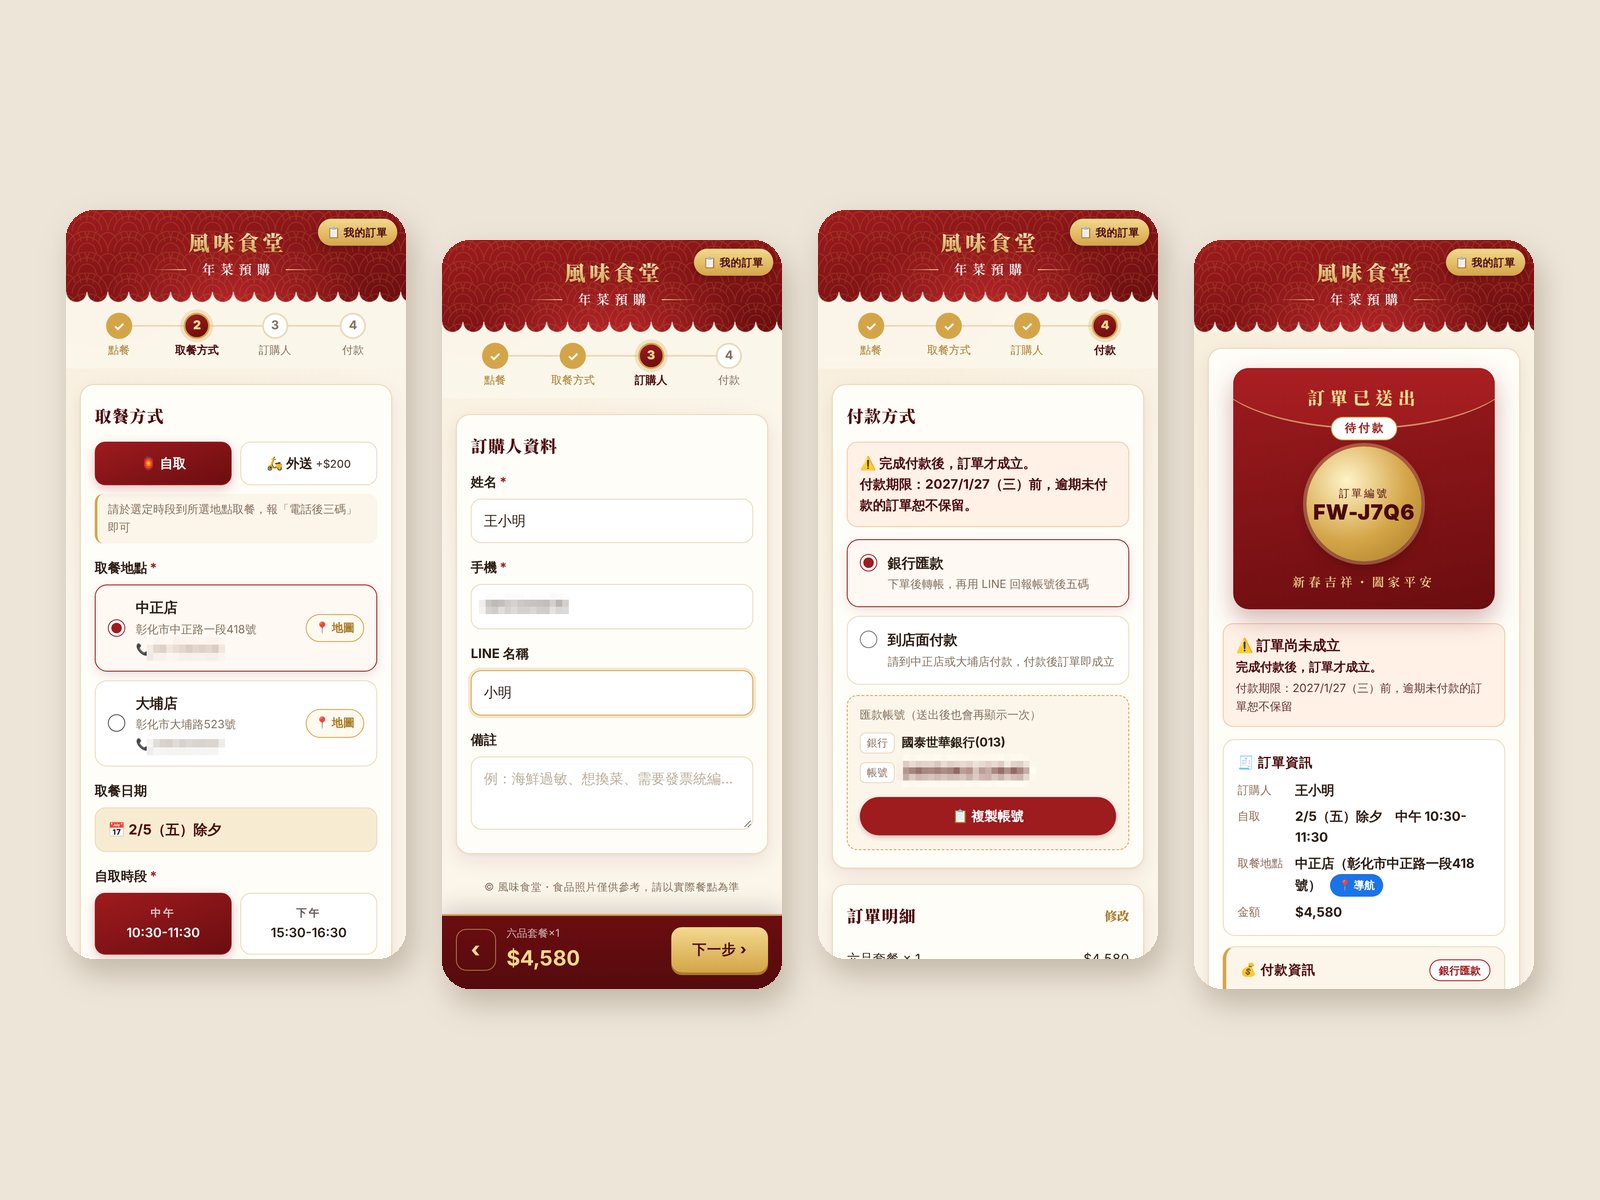 📋 我的訂單
風味食堂
年菜預購
2
3
4
點餐
取餐方式
訂購人
付款
取餐方式
🏮 自取
🛵 外送 +$200
請於選定時段到所選地點取餐，報「電話後三碼」
即可
取餐地點 *
中正店
彰化市中正路一段418號
📍 地圖
大埔店
彰化市大埔路523號
📍 地圖
取餐日期
📅 2/5（五）除夕
自取時段 *
中午
10:30-11:30
下午
15:30-16:30
📋 我的訂單
風味食堂
年菜預購
3
4
點餐
取餐方式
訂購人
付款
訂購人資料
姓名 *
王小明
手機 *
LINE 名稱
小明
備註
例：海鮮過敏、想換菜、需要發票統編...
© 風味食堂・食品照片僅供參考，請以實際餐點為準
‹
六品套餐×1
$4,580
下一步 ›
📋 我的訂單
風味食堂
年菜預購
4
點餐
取餐方式
訂購人
付款
付款方式
⚠️ 完成付款後，訂單才成立。
付款期限：2027/1/27（三）前，逾期未付
款的訂單恕不保留。
銀行匯款
下單後轉帳，再用 LINE 回報帳號後五碼
到店面付款
請到中正店或大埔店付款，付款後訂單即成立
匯款帳號（送出後也會再顯示一次）
銀行 國泰世華銀行(013)
帳號
📋 複製帳號
訂單明細
修改
六品套餐 × 1
$4,580
📋 我的訂單
風味食堂
年菜預購
訂單已送出
待付款
訂單編號
FW-J7Q6
新春吉祥・闔家平安
⚠️ 訂單尚未成立
完成付款後，訂單才成立。
付款期限：2027/1/27（三）前，逾期未付款的訂
單恕不保留
🧾 訂單資訊
訂購人 王小明
自取 2/5（五）除夕　中午 10:30-
11:30
取餐地點 中正店（彰化市中正路一段418
號） 📍 導航
金額 $4,580
💰 付款資訊
銀行匯款